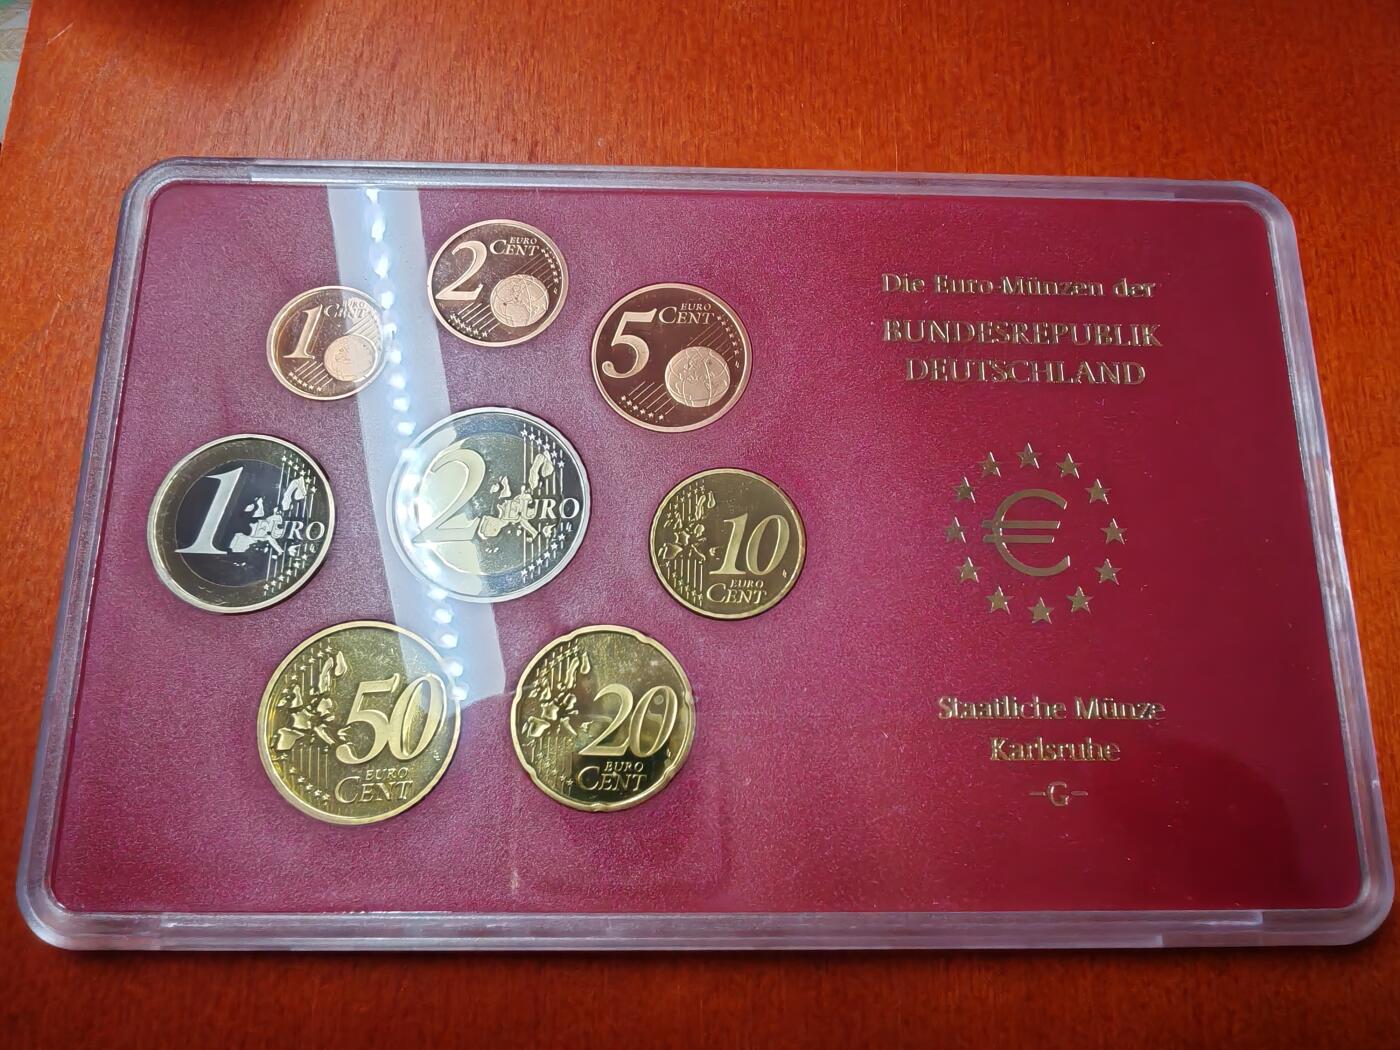 2 EURO CENT
1 EURO CENT
5 EURO CENT
1 EURO
2 EURO
10 EURO CENT
50 EURO CENT
20 EURO CENT
Die Euro-Münzen der
BUNDESREPUBLIK
DEUTSCHLAND
€
Staatliche Münze
Karlsruhe
-G-